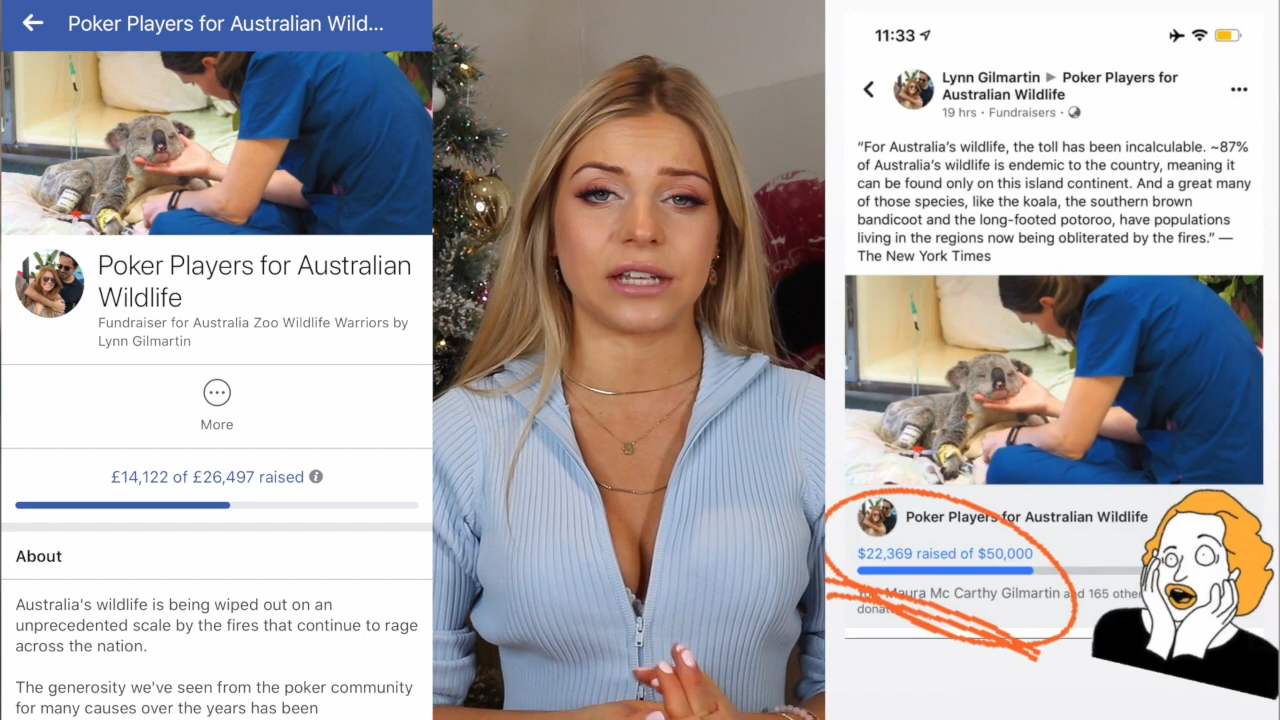 Poker Players for Australian Wild...
Poker Players for Australian
Wildlife
Fundraiser for Australia Zoo Wildlife Warriors by
Lynn Gilmartin
More
£14,122 of £26,497 raised
About
Australia's wildlife is being wiped out on an
unprecedented scale by the fires that continue to rage
across the nation.
The generosity we've seen from the poker community
for many causes over the years has been
11:33
Lynn Gilmartin ▶ Poker Players for
Australian Wildlife
19 hrs · Fundraisers ·
“For Australia’s wildlife, the toll has been incalculable. ~87%
of Australia’s wildlife is endemic to the country, meaning it
can be found only on this island continent. And a great many
of those species, like the koala, the southern brown
bandicoot and the long-footed potoroo, have populations
living in the regions now being obliterated by the fires.” —
The New York Times
Poker Players for Australian Wildlife
$22,369 raised of $50,000
Maura Mc Carthy Gilmartin and 165 other